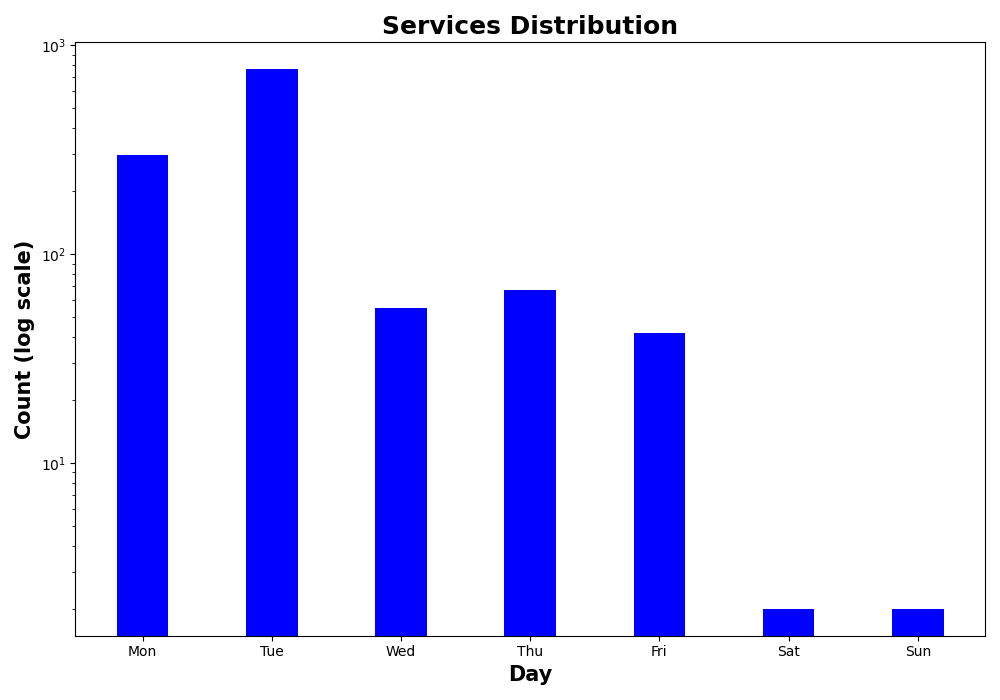 Services Distribution
Count (log scale)
10³
10²
10¹
Mon Tue Wed Thu Fri Sat Sun
Day